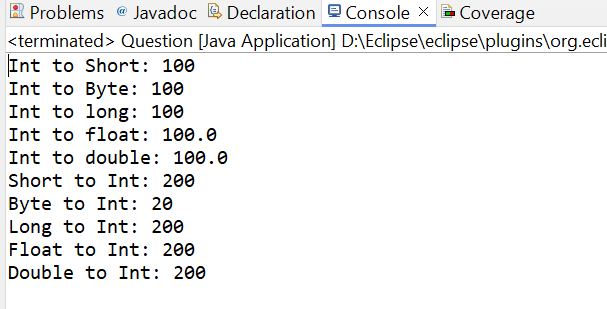 Problems @ Javadoc Declaration Console × Coverage
<terminated> Question [Java Application] D:\Eclipse\eclipse\plugins\org.ecli
Int to Short: 100
Int to Byte: 100
Int to long: 100
Int to float: 100.0
Int to double: 100.0
Short to Int: 200
Byte to Int: 20
Long to Int: 200
Float to Int: 200
Double to Int: 200